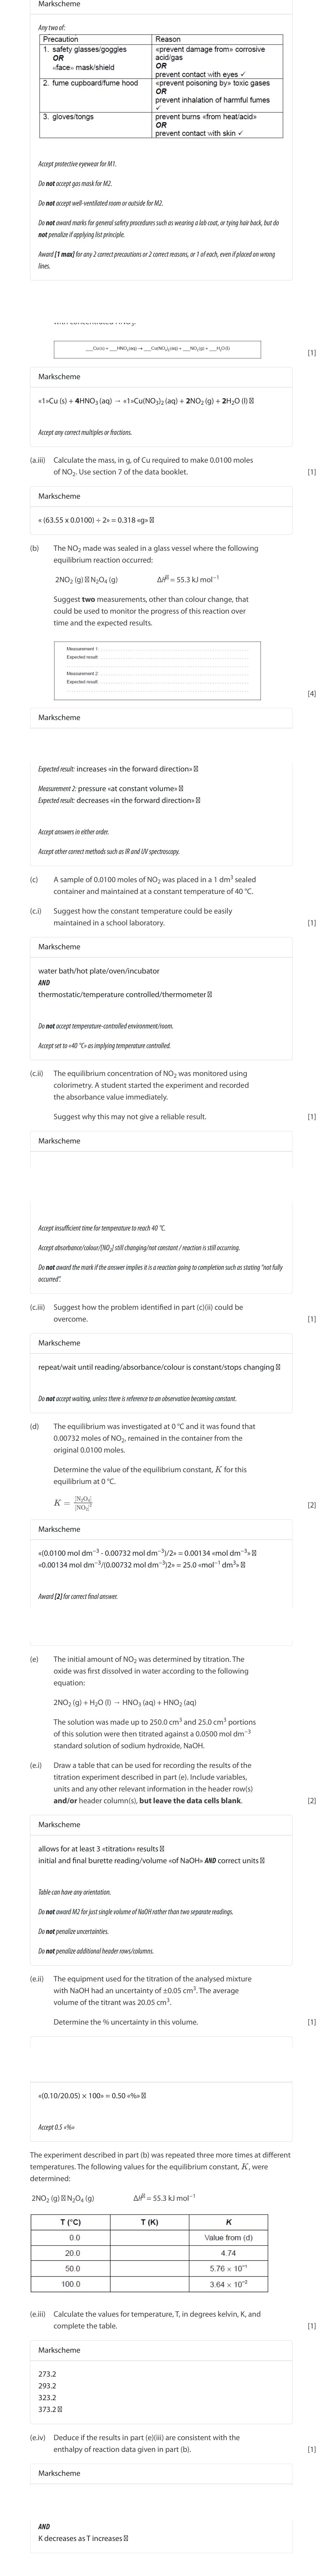 Markscheme
Any two of:
Precaution Reason
1. safety glasses/goggles «prevent damage from» corrosive
OR acid/gas
«face» mask/shield OR
prevent contact with eyes ✓
2. fume cupboard/fume hood «prevent poisoning by» toxic gases
OR
prevent inhalation of harmful fumes
✓
3. gloves/tongs prevent burns «from heat/acid»
OR
prevent contact with skin ✓
Accept protective eyewear for M1.
Do not accept gas mask for M2.
Do not accept well-ventilated room or outside for M2.
Do not award marks for general safety procedures such as wearing a lab coat, or tying hair back, but do
not penalize if applying list principle.
Award [1 max] for any 2 correct precautions or 2 correct reasons, or 1 of each, even if placed on wrong
lines.
___Cu(s) + ___HNO₃(aq) → ___Cu(NO₃)₂(aq) + ___NO₂(g) + ___H₂O(l)
[1]
Markscheme
«1»Cu (s) + 4HNO₃ (aq) → «1»Cu(NO₃)₂ (aq) + 2NO₂ (g) + 2H₂O (l)
Accept any correct multiples or fractions.
(a.iii) Calculate the mass, in g, of Cu required to make 0.0100 moles
of NO₂. Use section 7 of the data booklet. [1]
Markscheme
« (63.55 x 0.0100) ÷ 2» = 0.318 «g»
(b) The NO₂ made was sealed in a glass vessel where the following
equilibrium reaction occurred:
2NO₂ (g) N₂O₄ (g) ΔH = 55.3 kJ mol⁻¹
Suggest two measurements, other than colour change, that
could be used to monitor the progress of this reaction over
time and the expected results.
Measurement 1
Expected result:
Measurement 2:
Expected result:
[4]
Markscheme
Expected result: increases «in the forward direction»
Measurement 2: pressure «at constant volume»
Expected result: decreases «in the forward direction»
Accept answers in either order.
Accept other correct methods such as IR and UV spectroscopy.
(c) A sample of 0.0100 moles of NO₂ was placed in a 1 dm³ sealed
container and maintained at a constant temperature of 40 °C.
(c.i) Suggest how the constant temperature could be easily
maintained in a school laboratory. [1]
Markscheme
water bath/hot plate/oven/incubator
AND
thermostatic/temperature controlled/thermometer
Do not accept temperature-controlled environment/room.
Accept set to «40 °C» as implying temperature controlled.
(c.ii) The equilibrium concentration of NO₂ was monitored using
colorimetry. A student started the experiment and recorded
the absorbance value immediately.
Suggest why this may not give a reliable result. [1]
Markscheme
Accept insufficient time for temperature to reach 40 °C.
Accept absorbance/colour/[NO₂] still changing/not constant / reaction is still occurring.
Do not award the mark if the answer implies it is a reaction going to completion such as stating "not fully
occurred".
(c.iii) Suggest how the problem identified in part (c)(ii) could be
overcome. [1]
Markscheme
repeat/wait until reading/absorbance/colour is constant/stops changing
Do not accept waiting, unless there is reference to an observation becoming constant.
(d) The equilibrium was investigated at 0 °C and it was found that
0.00732 moles of NO₂, remained in the container from the
original 0.0100 moles.
Determine the value of the equilibrium constant, K for this
equilibrium at 0 °C.
K = [N₂O₄]/[NO₂]² [2]
Markscheme
«(0.0100 mol dm⁻³ - 0.00732 mol dm⁻³)/2» = 0.00134 «mol dm⁻³»
«0.00134 mol dm⁻³/(0.00732 mol dm⁻³)2» = 25.0 «mol⁻¹ dm³»
Award [2] for correct final answer.
(e) The initial amount of NO₂ was determined by titration. The
oxide was first dissolved in water according to the following
equation:
2NO₂ (g) + H₂O (l) → HNO₃ (aq) + HNO₂ (aq)
The solution was made up to 250.0 cm³ and 25.0 cm³ portions
of this solution were then titrated against a 0.0500 mol dm⁻³
standard solution of sodium hydroxide, NaOH.
(e.i) Draw a table that can be used for recording the results of the
titration experiment described in part (e). Include variables,
units and any other relevant information in the header row(s)
and/or header column(s), but leave the data cells blank. [2]
Markscheme
allows for at least 3 «titration» results
initial and final burette reading/volume «of NaOH» AND correct units
Table can have any orientation.
Do not award M2 for just single volume of NaOH rather than two separate readings.
Do not penalize uncertainties.
Do not penalize additional header rows/columns.
(e.ii) The equipment used for the titration of the analysed mixture
with NaOH had an uncertainty of ±0.05 cm³. The average
volume of the titrant was 20.05 cm³.
Determine the % uncertainty in this volume. [1]
«(0.10/20.05) × 100» = 0.50 «%»
Accept 0.5 «%»
The experiment described in part (b) was repeated three more times at different
temperatures. The following values for the equilibrium constant, K, were
determined:
2NO₂ (g) N₂O₄ (g) ΔH = 55.3 kJ mol⁻¹
T (°C) T (K) K
0.0 Value from (d)
20.0 4.74
50.0 5.76 × 10⁻¹
100.0 3.64 × 10⁻²
(e.iii) Calculate the values for temperature, T, in degrees kelvin, K, and
complete the table. [1]
Markscheme
273.2
293.2
323.2
373.2
(e.iv) Deduce if the results in part (e)(iii) are consistent with the
enthalpy of reaction data given in part (b). [1]
Markscheme
AND
K decreases as T increases